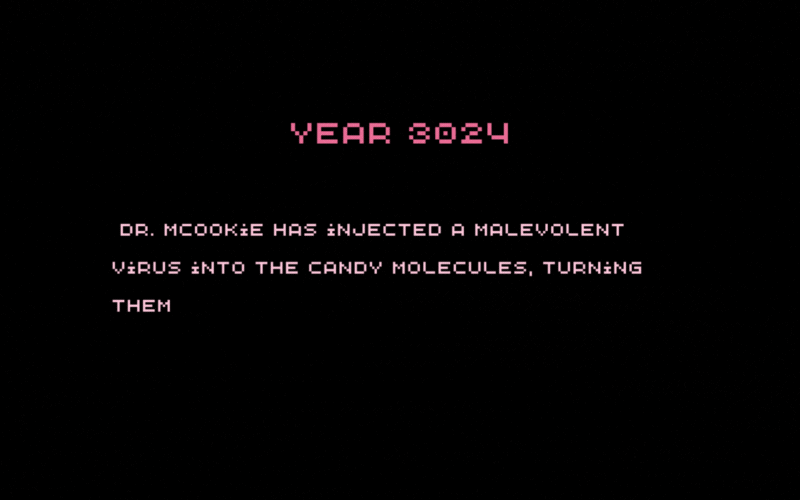 YEAR 3024
DR. MCOOKiE HAS iNJECTED A MALEVOLENT
ViRUS iNTO THE CANDY MOLECULES, TURNiNG
THEM